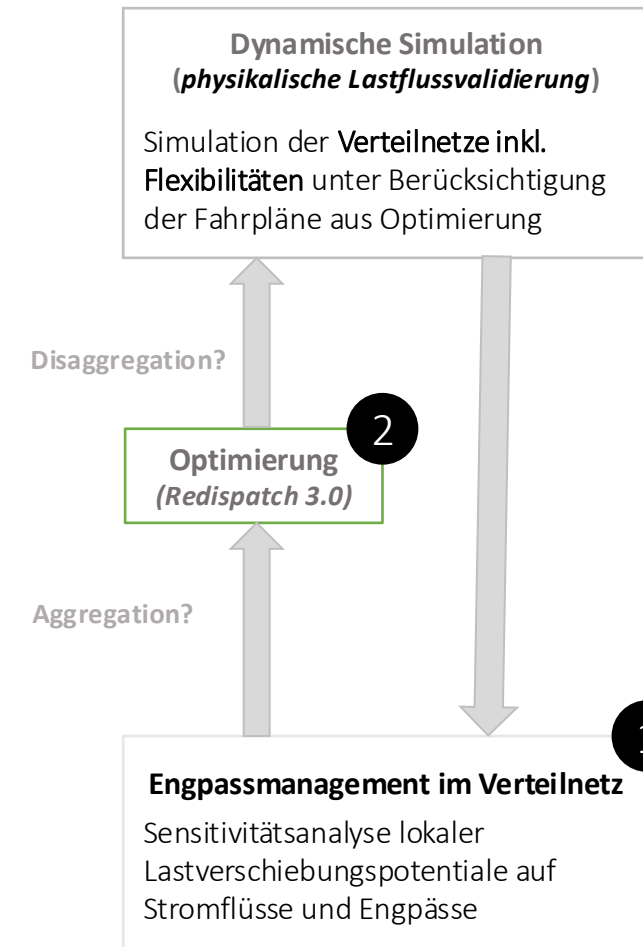 Dynamische Simulation
(physikalische Lastflussvalidierung)
Simulation der Verteilnetze inkl.
Flexibilitäten unter Berücksichtigung
der Fahrpläne aus Optimierung
Disaggregation?
2
Optimierung
(Redispatch 3.0)
Aggregation?
1
Engpassmanagement im Verteilnetz
Sensitivitätsanalyse lokaler
Lastverschiebungspotentiale auf
Stromflüsse und Engpässe